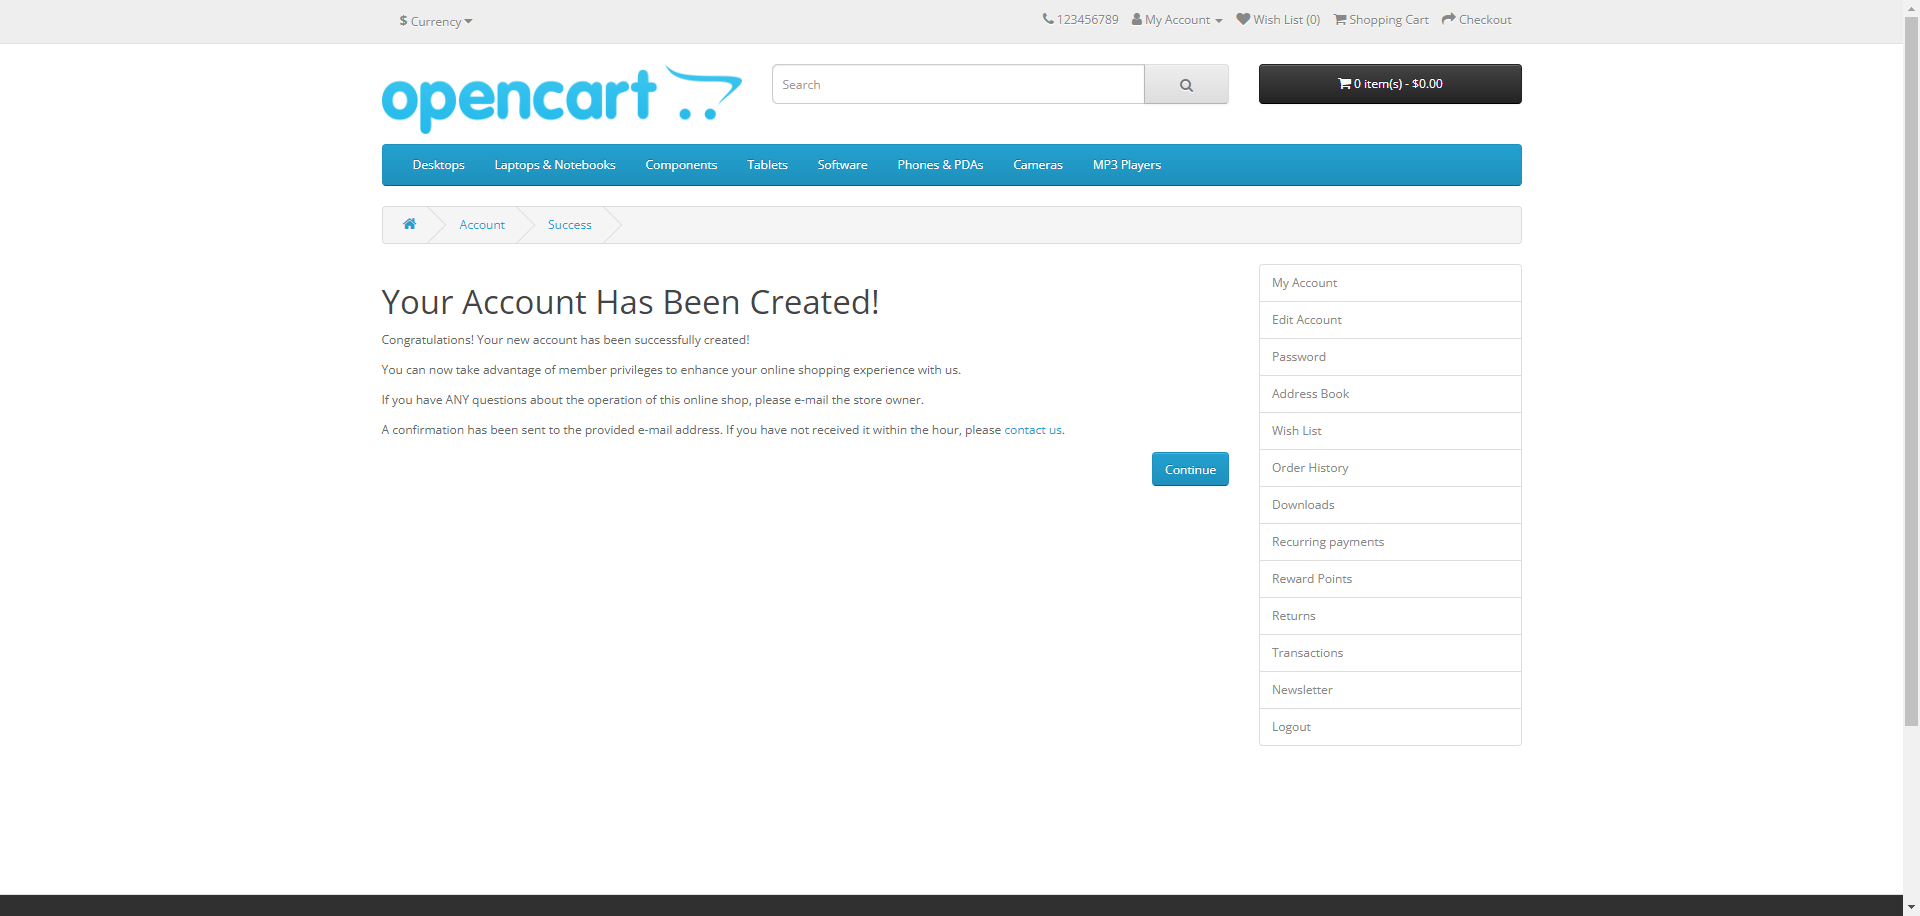 $ Currency
123456789 My Account Wish List (0) Shopping Cart Checkout
opencart
Search
0 item(s) - $0.00
Desktops Laptops & Notebooks Components Tablets Software Phones & PDAs Cameras MP3 Players
Account Success
Your Account Has Been Created!
Congratulations! Your new account has been successfully created!
You can now take advantage of member privileges to enhance your online shopping experience with us.
If you have ANY questions about the operation of this online shop, please e-mail the store owner.
A confirmation has been sent to the provided e-mail address. If you have not received it within the hour, please contact us.
Continue
My Account
Edit Account
Password
Address Book
Wish List
Order History
Downloads
Recurring payments
Reward Points
Returns
Transactions
Newsletter
Logout